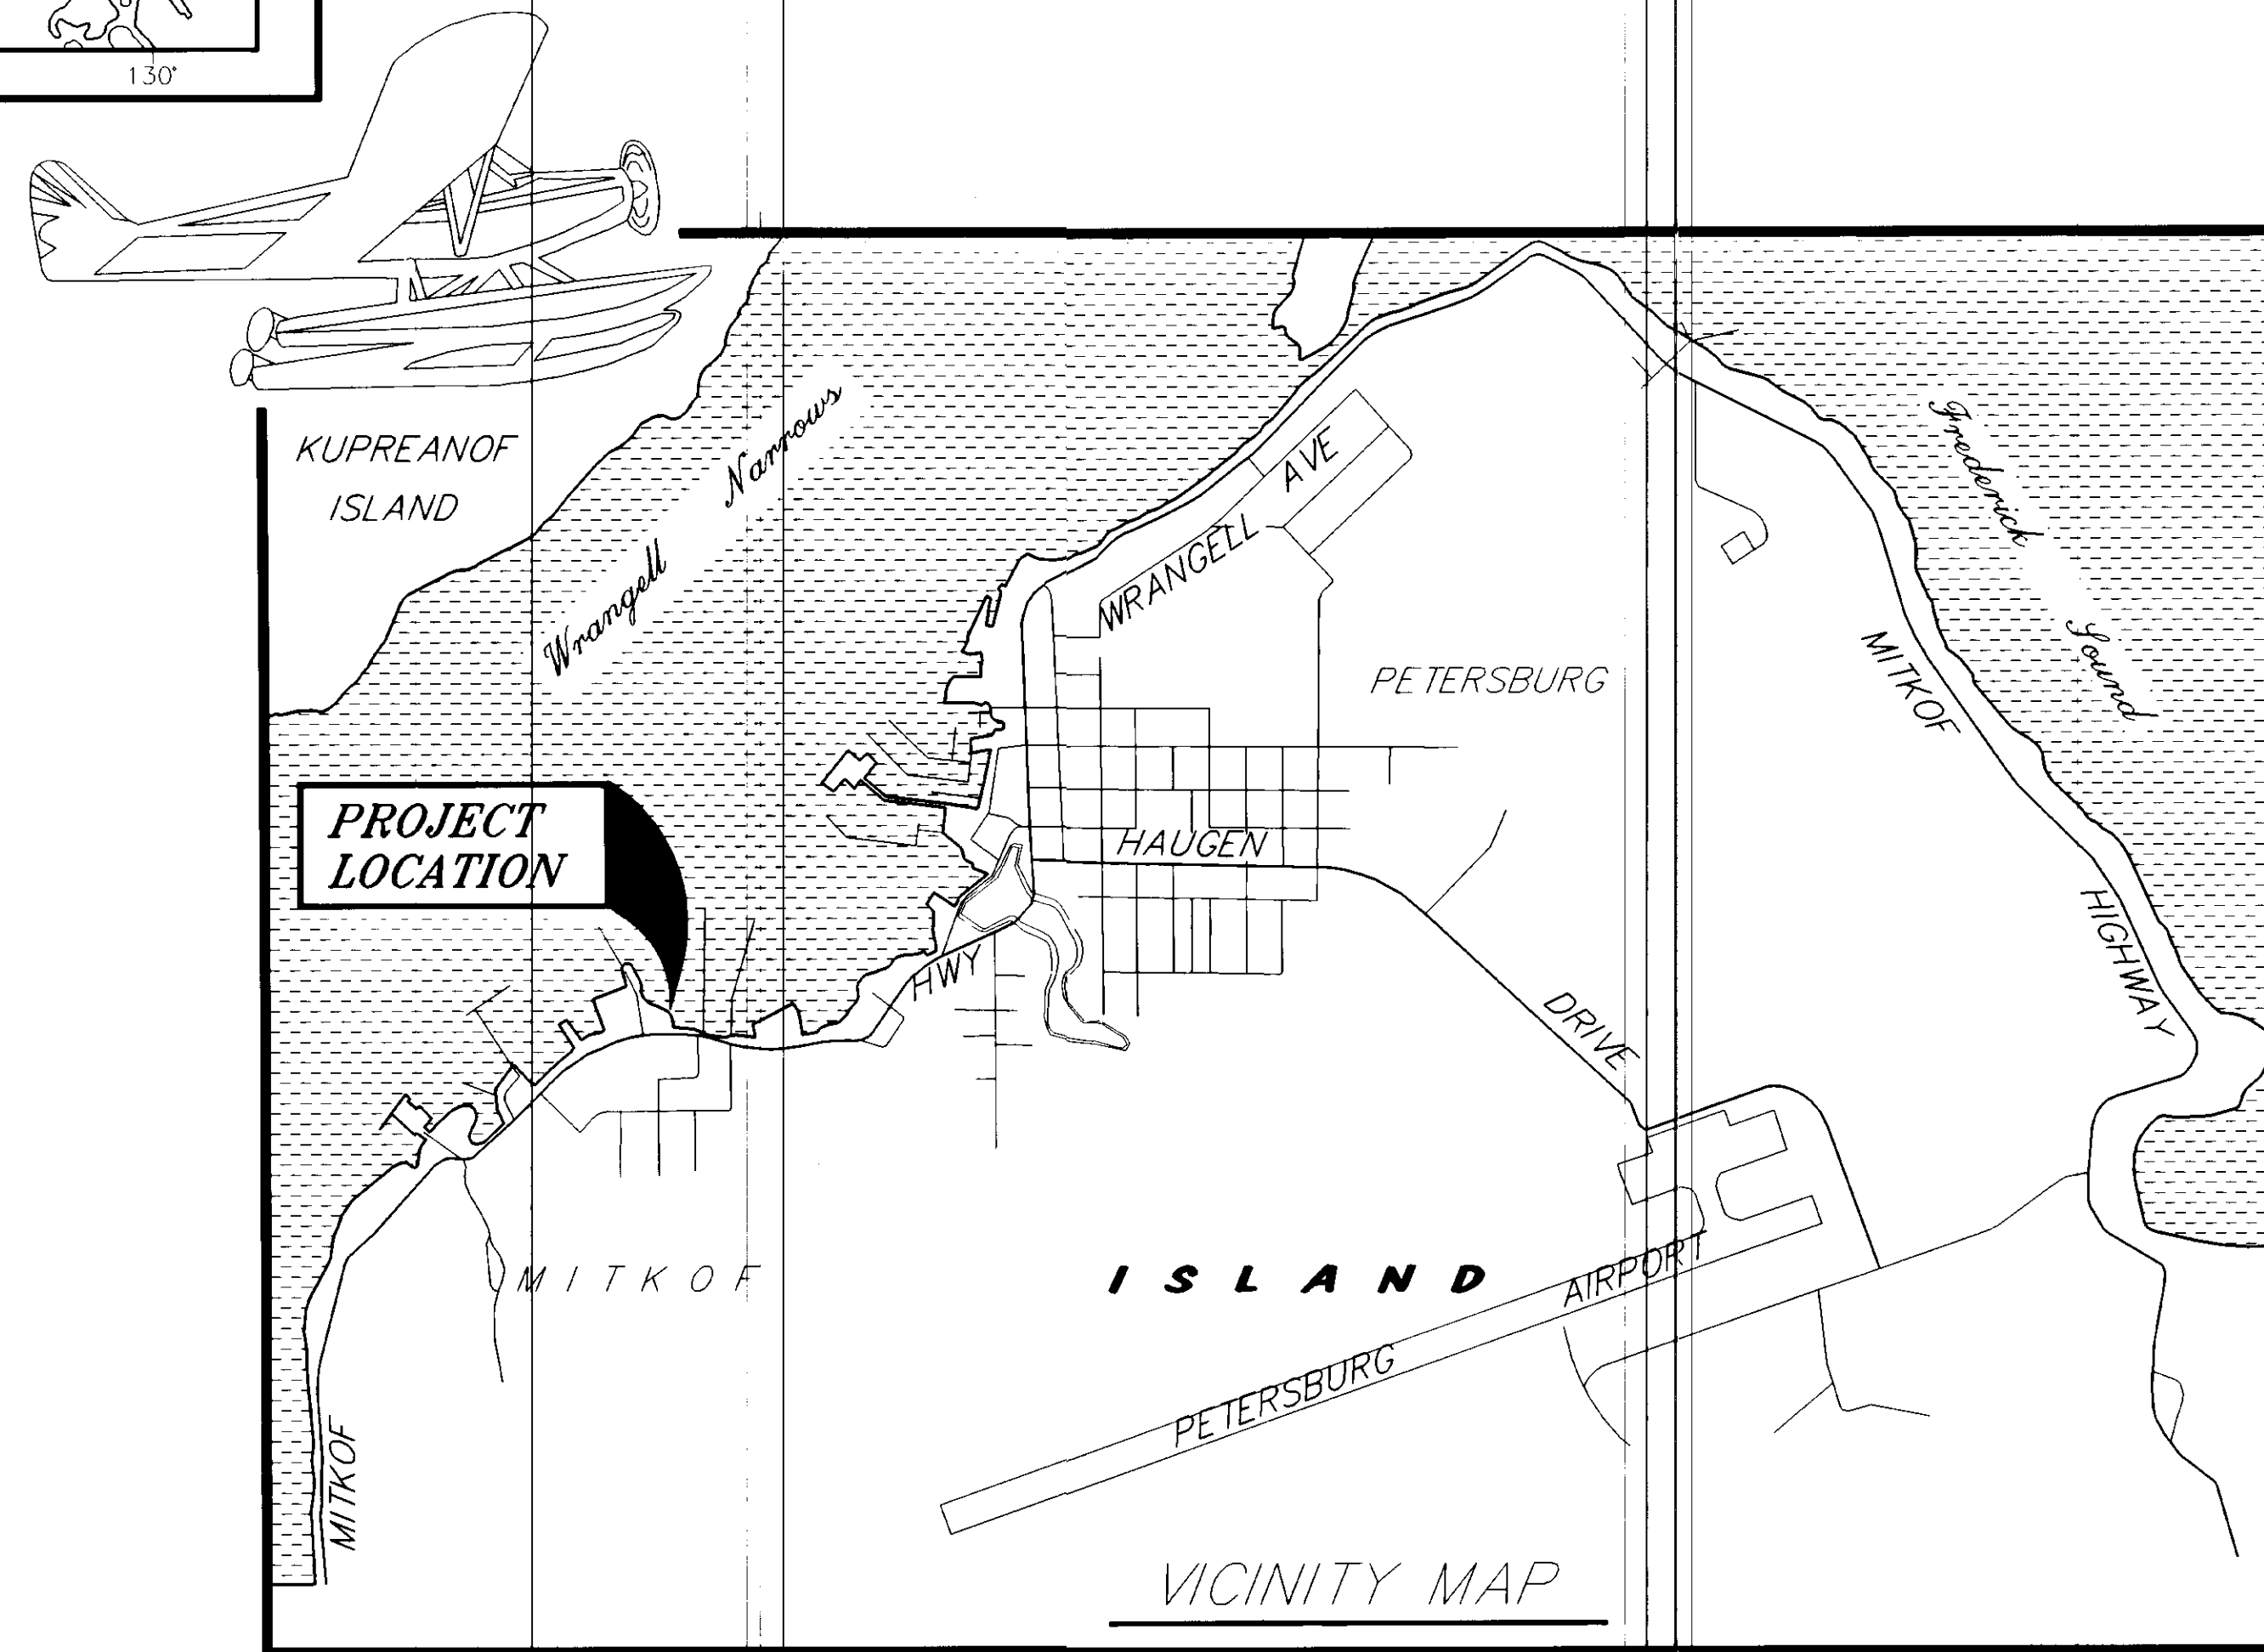 130°
KUPREANOF
ISLAND
Wrangell Narrows
Frederick Sound
WRANGELL AVE
PETERSBURG
MITKOF HIGHWAY
PROJECT
LOCATION
HAUGEN DRIVE
MITKOF HWY
MITKOF ISLAND
PETERSBURG AIRPORT
VICINITY MAP